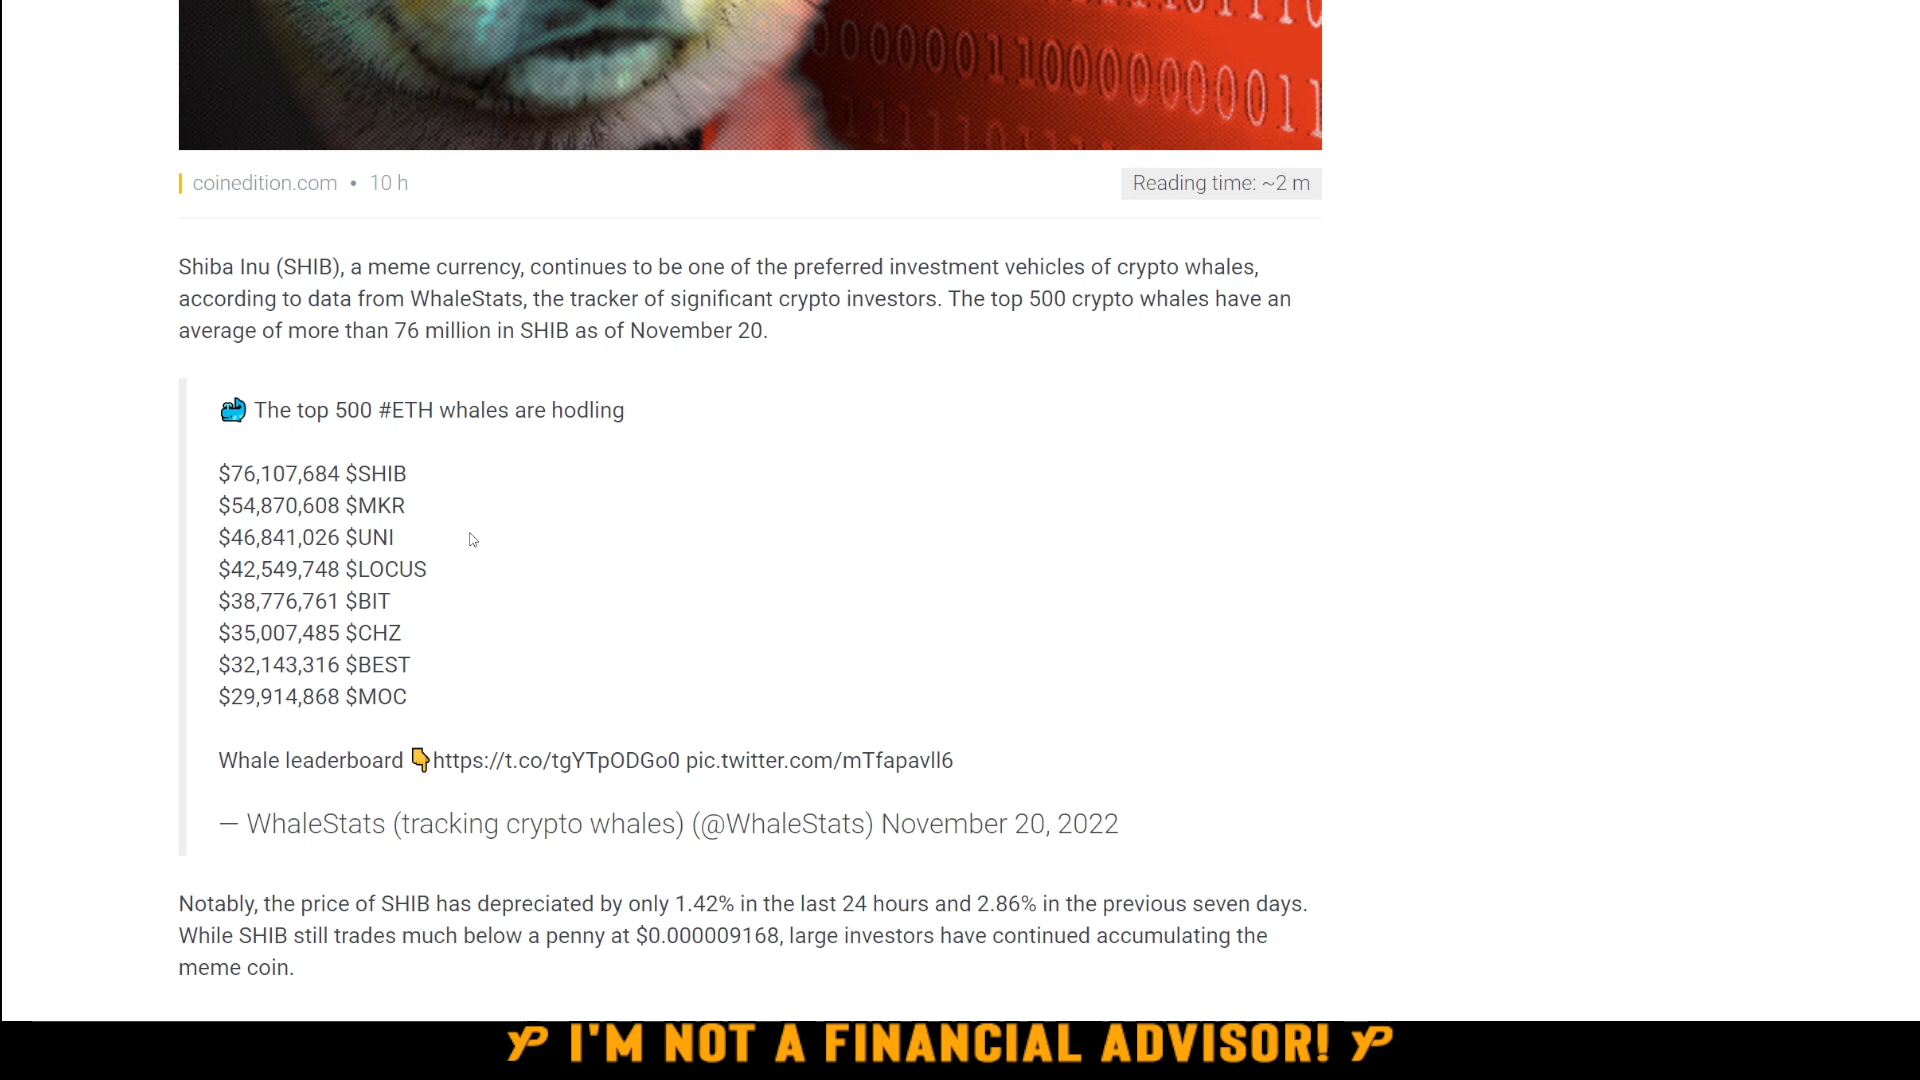 coinedition.com • 10 h
Reading time: ~2 m
Shiba Inu (SHIB), a meme currency, continues to be one of the preferred investment vehicles of crypto whales,
according to data from WhaleStats, the tracker of significant crypto investors. The top 500 crypto whales have an
average of more than 76 million in SHIB as of November 20.
🐳 The top 500 #ETH whales are hodling
$76,107,684 $SHIB
$54,870,608 $MKR
$46,841,026 $UNI
$42,549,748 $LOCUS
$38,776,761 $BIT
$35,007,485 $CHZ
$32,143,316 $BEST
$29,914,868 $MOC
Whale leaderboard 👇https://t.co/tgYTpODGo0 pic.twitter.com/mTfapavll6
— WhaleStats (tracking crypto whales) (@WhaleStats) November 20, 2022
Notably, the price of SHIB has depreciated by only 1.42% in the last 24 hours and 2.86% in the previous seven days.
While SHIB still trades much below a penny at $0.000009168, large investors have continued accumulating the
meme coin.
YP I'M NOT A FINANCIAL ADVISOR! YP